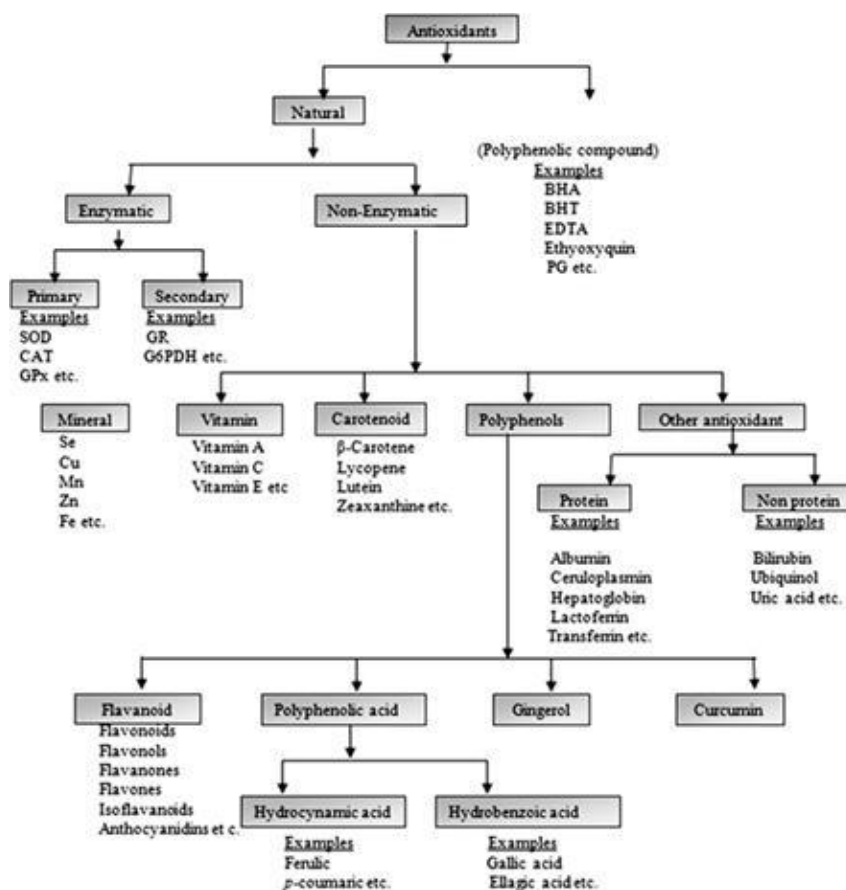 Antioxidants
Natural
(Polyphenolic compound)
Examples
BHA
BHT
EDTA
Ethyoxyquin
PG etc.
Enzymatic
Non-Enzymatic
Primary
Examples
SOD
CAT
GPx etc.
Secondary
Examples
GR
G6PDH etc.
Mineral
Se
Cu
Mn
Zn
Fe etc.
Vitamin
Vitamin A
Vitamin C
Vitamin E etc
Carotenoid
β-Carotene
Lycopene
Lutein
Zeaxanthine etc.
Polyphenols
Other antioxidant
Protein
Examples
Albumin
Ceruloplasmin
Hepatoglobin
Lactoferrin
Transferrin etc.
Non protein
Examples
Bilirubin
Ubiquinol
Uric acid etc.
Flavanoid
Flavonoids
Flavonols
Flavanones
Flavones
Isoflavanoids
Anthocyanidins et c.
Polyphenolic acid
Gingerol
Curcumin
Hydrocynamic acid
Examples
Ferulic
p-coumaric etc.
Hydrobenzoic acid
Examples
Gallic acid
Ellagic acid etc.